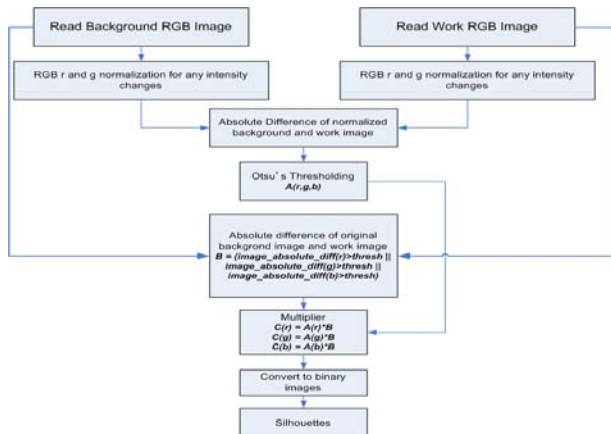 Read Background RGB Image
Read Work RGB Image
RGB r and g normalization for any intensity
changes
RGB r and g normalization for any intensity
changes
Absolute Difference of normalized
background and work image
Otsu's Thresholding
A(r,g,b)
Absolute difference of original
backgrond image and work image
B = (image_absolute_diff(r)>thresh ||
image_absolute_diff(g)>thresh ||
image_absolute_diff(b)>thresh)
Multiplier
C(r) = A(r)*B
C(g) = A(g)*B
C(b) = A(b)*B
Convert to binary
images
Silhouettes